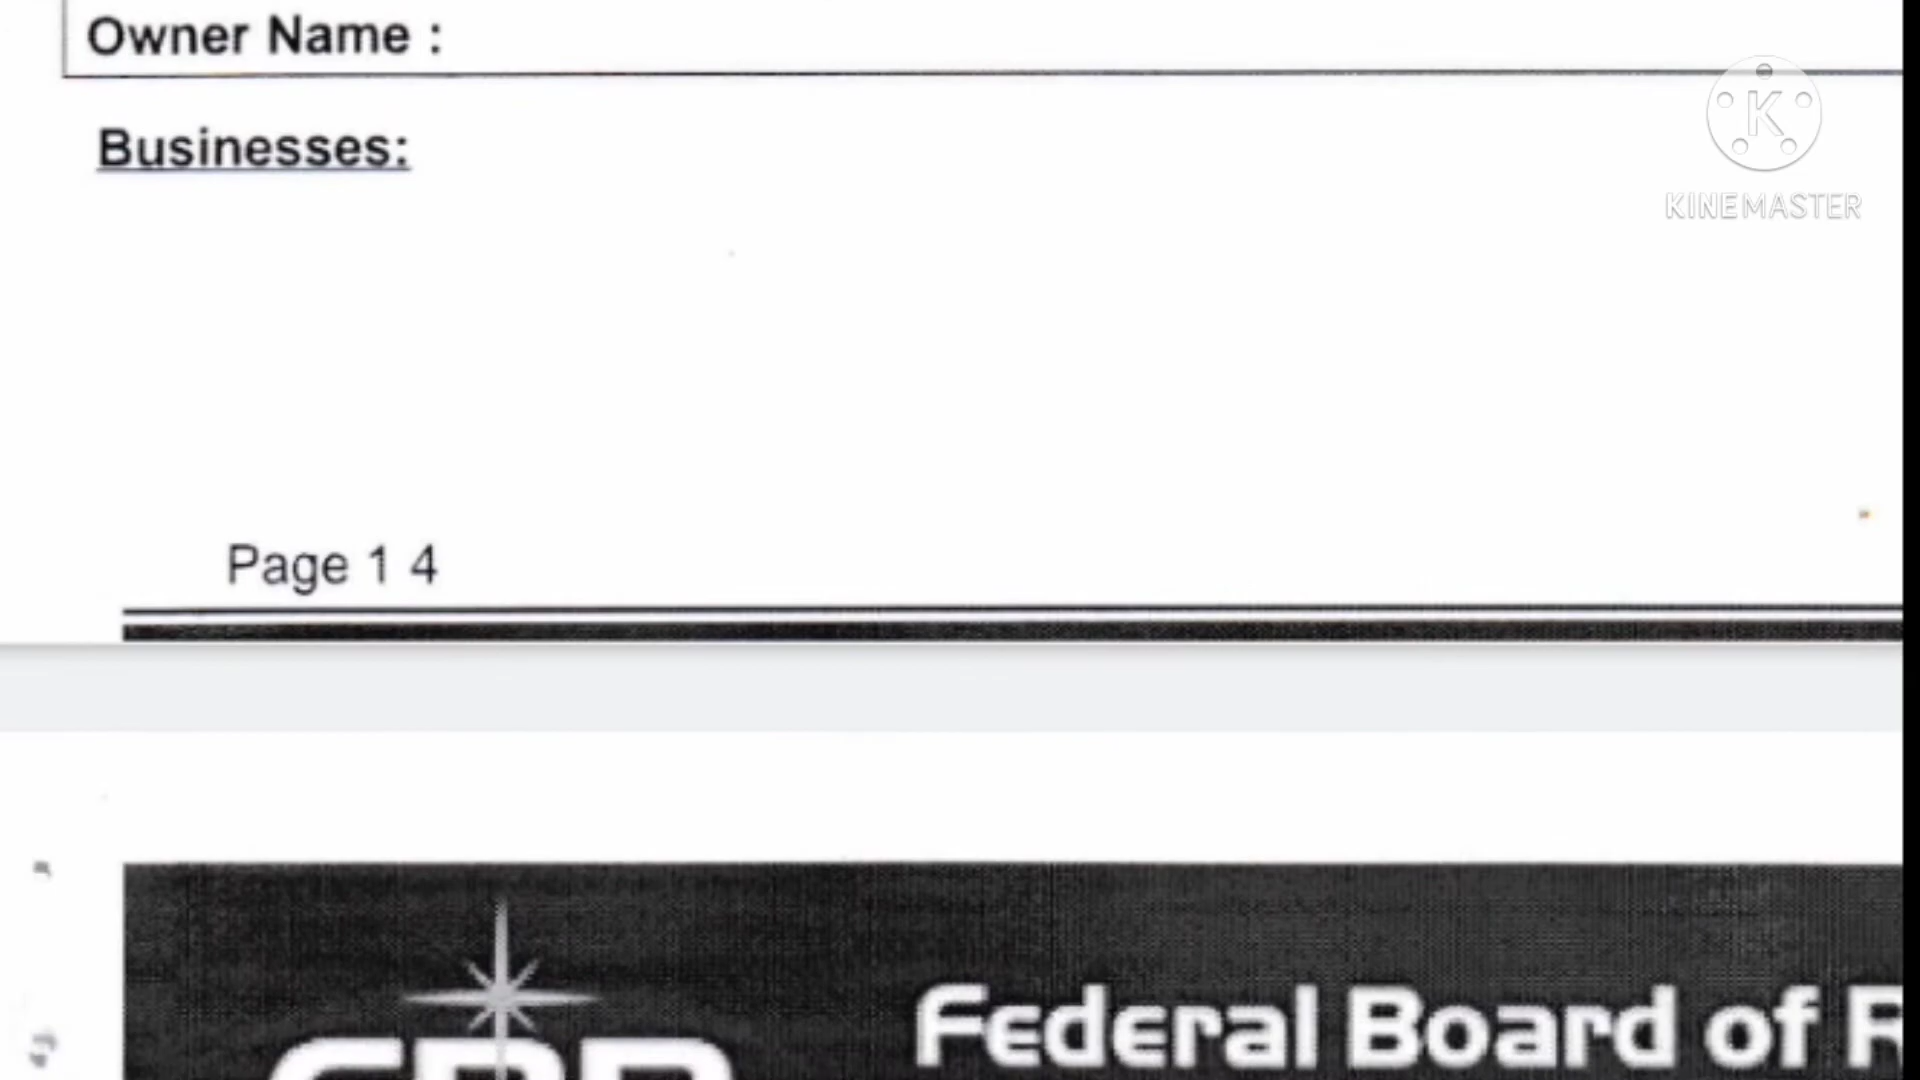 Owner Name :
KINEMASTER
Businesses:
Page 1 4
Federal Board of R